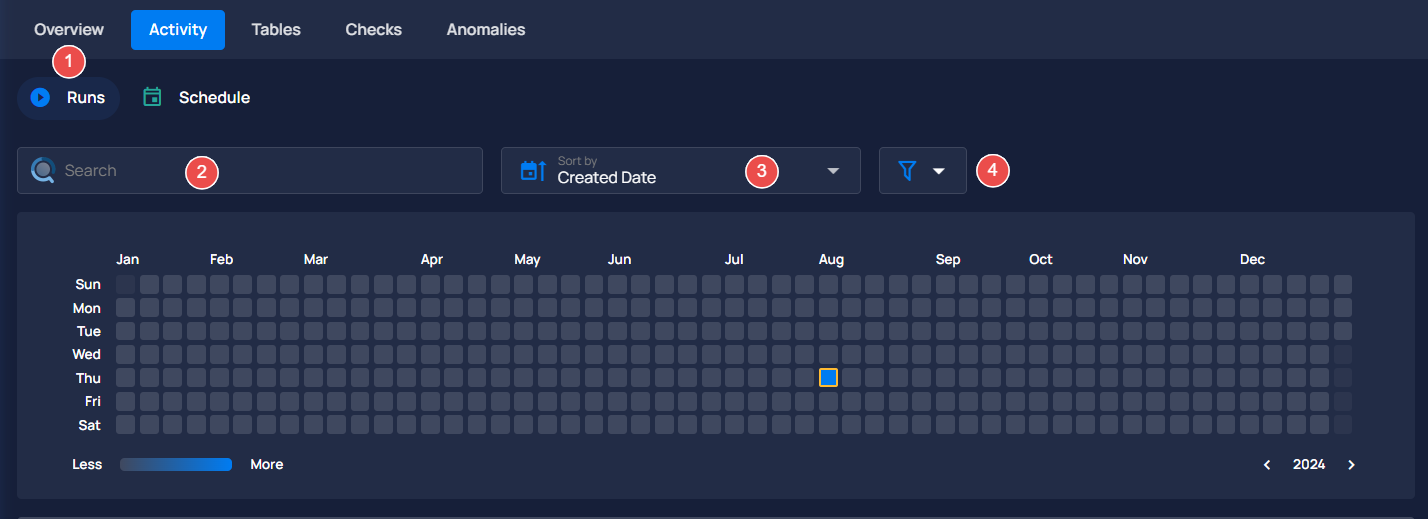 Overview Activity Tables Checks Anomalies
1
Runs Schedule
Search 2
Sort by
Created Date 3
4
Jan Feb Mar Apr May Jun Jul Aug Sep Oct Nov Dec
Sun
Mon
Tue
Wed
Thu
Fri
Sat
Less More 2024